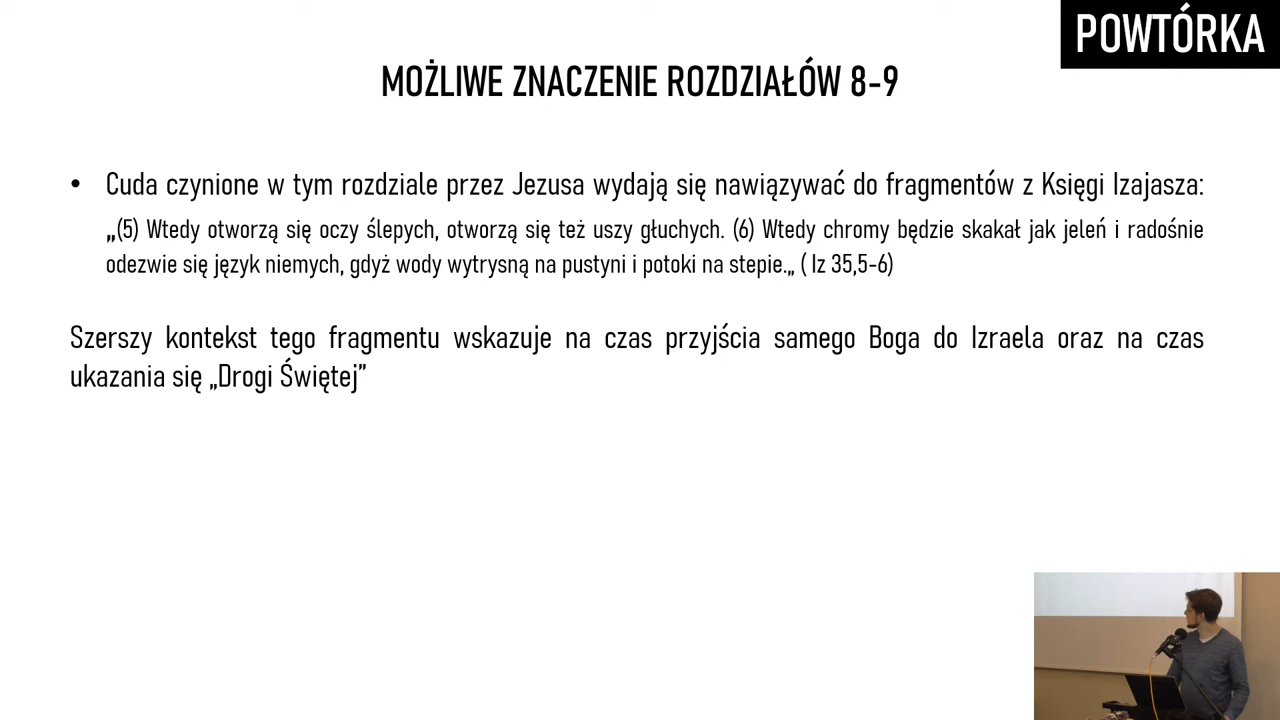 POWTÓRKA
MOŻLIWE ZNACZENIE ROZDZIAŁÓW 8-9
• Cuda czynione w tym rozdziale przez Jezusa wydają się nawiązywać do fragmentów z Księgi Izajasza:
„(5) Wtedy otworzą się oczy ślepych, otworzą się też uszy głuchych. (6) Wtedy chromy będzie skakał jak jeleń i radośnie
odezwie się język niemych, gdyż wody wytrysną na pustyni i potoki na stepie.„ ( Iz 35,5-6)
Szerszy kontekst tego fragmentu wskazuje na czas przyjścia samego Boga do Izraela oraz na czas
ukazania się „Drogi Świętej”